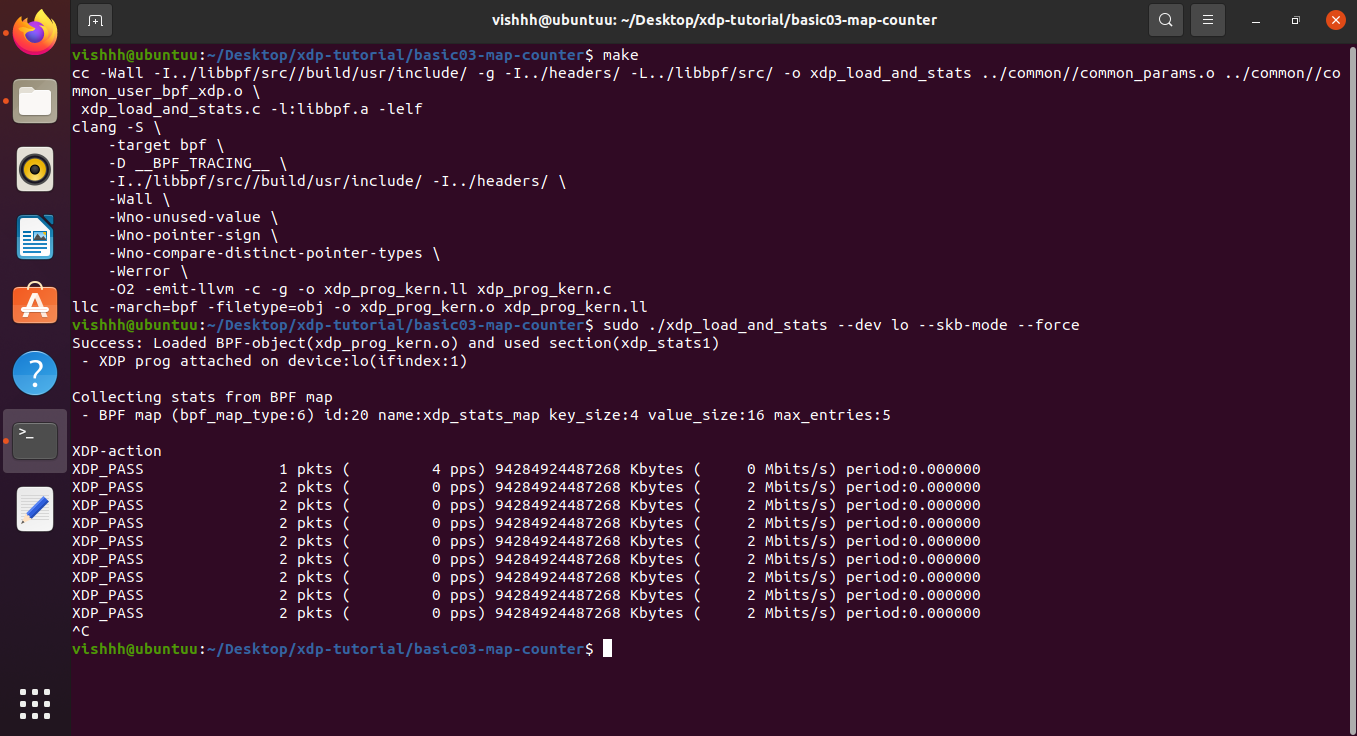 vishhh@ubuntuu: ~/Desktop/xdp-tutorial/basic03-map-counter
vishhh@ubuntuu:~/Desktop/xdp-tutorial/basic03-map-counter$ make
cc -Wall -I../libbpf/src//build/usr/include/ -g -I../headers/ -L../libbpf/src/ -o xdp_load_and_stats ../common//common_params.o ../common//co
mmon_user_bpf_xdp.o \
 xdp_load_and_stats.c -l:libbpf.a -lelf
clang -S \
    -target bpf \
    -D __BPF_TRACING__ \
    -I../libbpf/src//build/usr/include/ -I../headers/ \
    -Wall \
    -Wno-unused-value \
    -Wno-pointer-sign \
    -Wno-compare-distinct-pointer-types \
    -Werror \
    -O2 -emit-llvm -c -g -o xdp_prog_kern.ll xdp_prog_kern.c
llc -march=bpf -filetype=obj -o xdp_prog_kern.o xdp_prog_kern.ll
vishhh@ubuntuu:~/Desktop/xdp-tutorial/basic03-map-counter$ sudo ./xdp_load_and_stats --dev lo --skb-mode --force
Success: Loaded BPF-object(xdp_prog_kern.o) and used section(xdp_stats1)
 - XDP prog attached on device:lo(ifindex:1)
Collecting stats from BPF map
 - BPF map (bpf_map_type:6) id:20 name:xdp_stats_map key_size:4 value_size:16 max_entries:5
XDP-action
XDP_PASS               1 pkts (         4 pps) 94284924487268 Kbytes (     0 Mbits/s) period:0.000000
XDP_PASS               2 pkts (         0 pps) 94284924487268 Kbytes (     2 Mbits/s) period:0.000000
XDP_PASS               2 pkts (         0 pps) 94284924487268 Kbytes (     2 Mbits/s) period:0.000000
XDP_PASS               2 pkts (         0 pps) 94284924487268 Kbytes (     2 Mbits/s) period:0.000000
XDP_PASS               2 pkts (         0 pps) 94284924487268 Kbytes (     2 Mbits/s) period:0.000000
XDP_PASS               2 pkts (         0 pps) 94284924487268 Kbytes (     2 Mbits/s) period:0.000000
XDP_PASS               2 pkts (         0 pps) 94284924487268 Kbytes (     2 Mbits/s) period:0.000000
XDP_PASS               2 pkts (         0 pps) 94284924487268 Kbytes (     2 Mbits/s) period:0.000000
XDP_PASS               2 pkts (         0 pps) 94284924487268 Kbytes (     2 Mbits/s) period:0.000000
^C
vishhh@ubuntuu:~/Desktop/xdp-tutorial/basic03-map-counter$